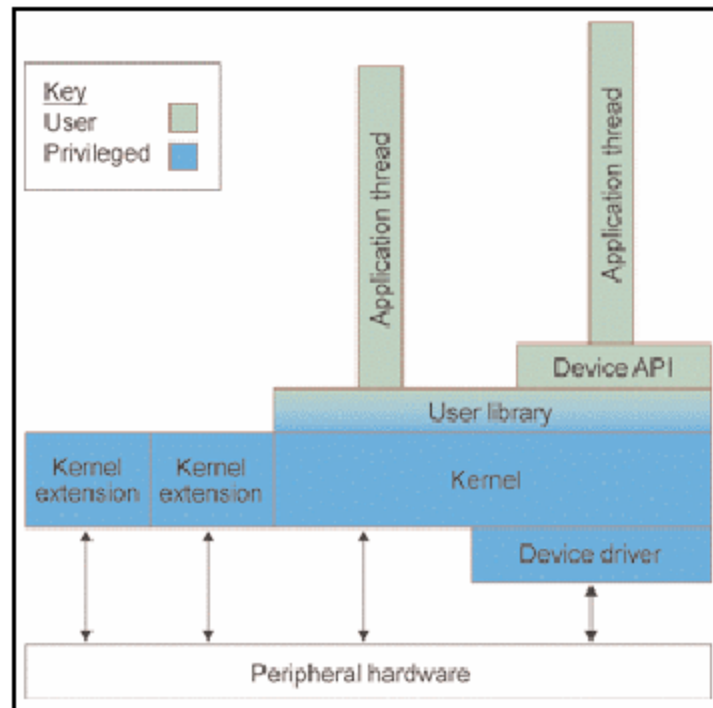 Key
User
Privileged
Application thread
Application thread
Device API
User library
Kernel
extension
Kernel
extension
Kernel
Device driver
Peripheral hardware